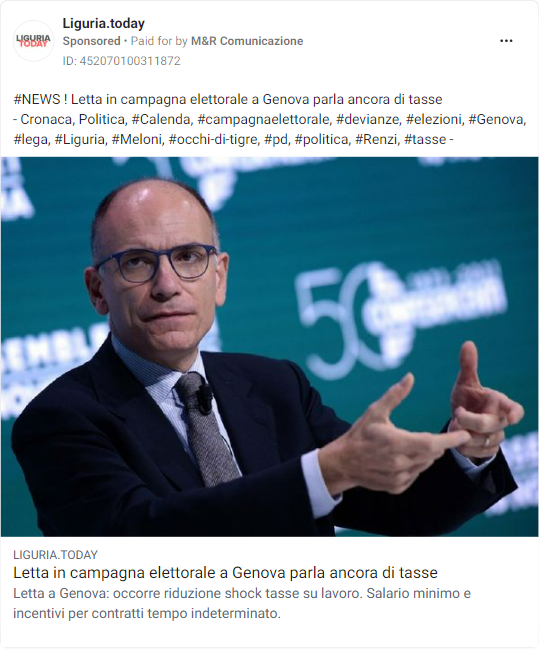 LIGURIA
TODAY
Liguria.today
Sponsored • Paid for by M&R Comunicazione
ID: 452070100311872
#NEWS ! Letta in campagna elettorale a Genova parla ancora di tasse
- Cronaca, Politica, #Calenda, #campagnaelettorale, #devianze, #elezioni, #Genova,
#lega, #Liguria, #Meloni, #occhi-di-tigre, #pd, #politica, #Renzi, #tasse -
50
LIGURIA.TODAY
Letta in campagna elettorale a Genova parla ancora di tasse
Letta a Genova: occorre riduzione shock tasse su lavoro. Salario minimo e
incentivi per contratti tempo indeterminato.